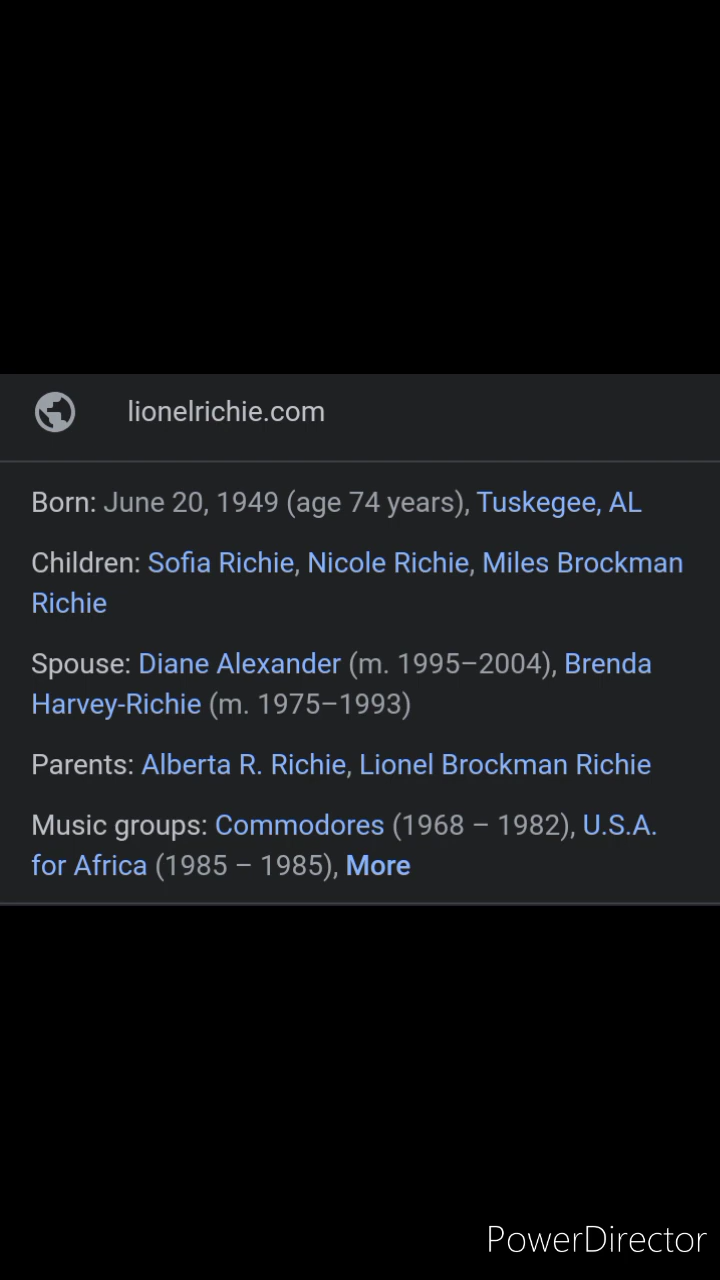 lionelrichie.com
Born: June 20, 1949 (age 74 years), Tuskegee, AL
Children: Sofia Richie, Nicole Richie, Miles Brockman
Richie
Spouse: Diane Alexander (m. 1995–2004), Brenda
Harvey-Richie (m. 1975–1993)
Parents: Alberta R. Richie, Lionel Brockman Richie
Music groups: Commodores (1968 – 1982), U.S.A.
for Africa (1985 – 1985), More
PowerDirector